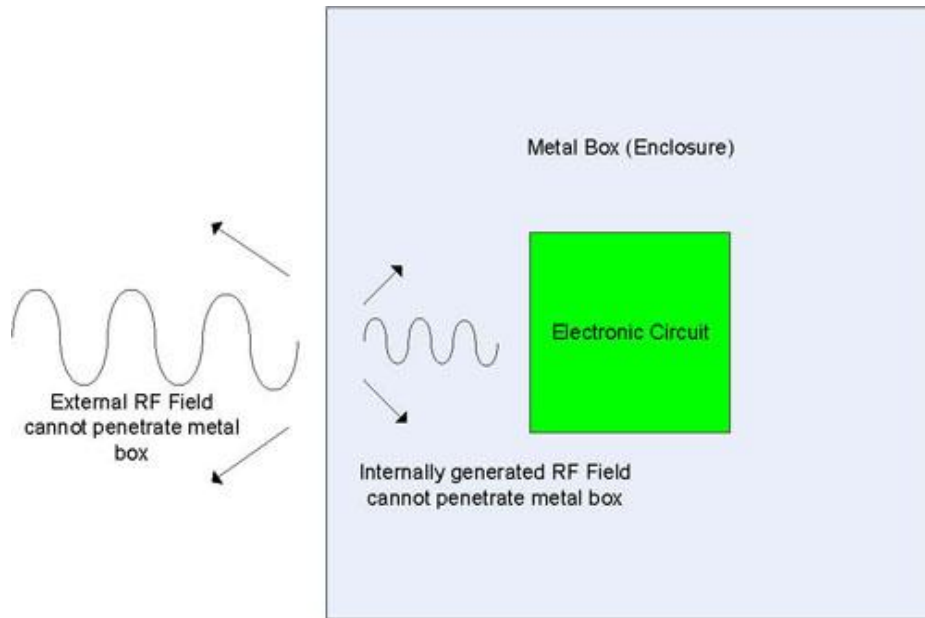 Metal Box (Enclosure)
Electronic Circuit
External RF Field
cannot penetrate metal
box
Internally generated RF Field
cannot penetrate metal box